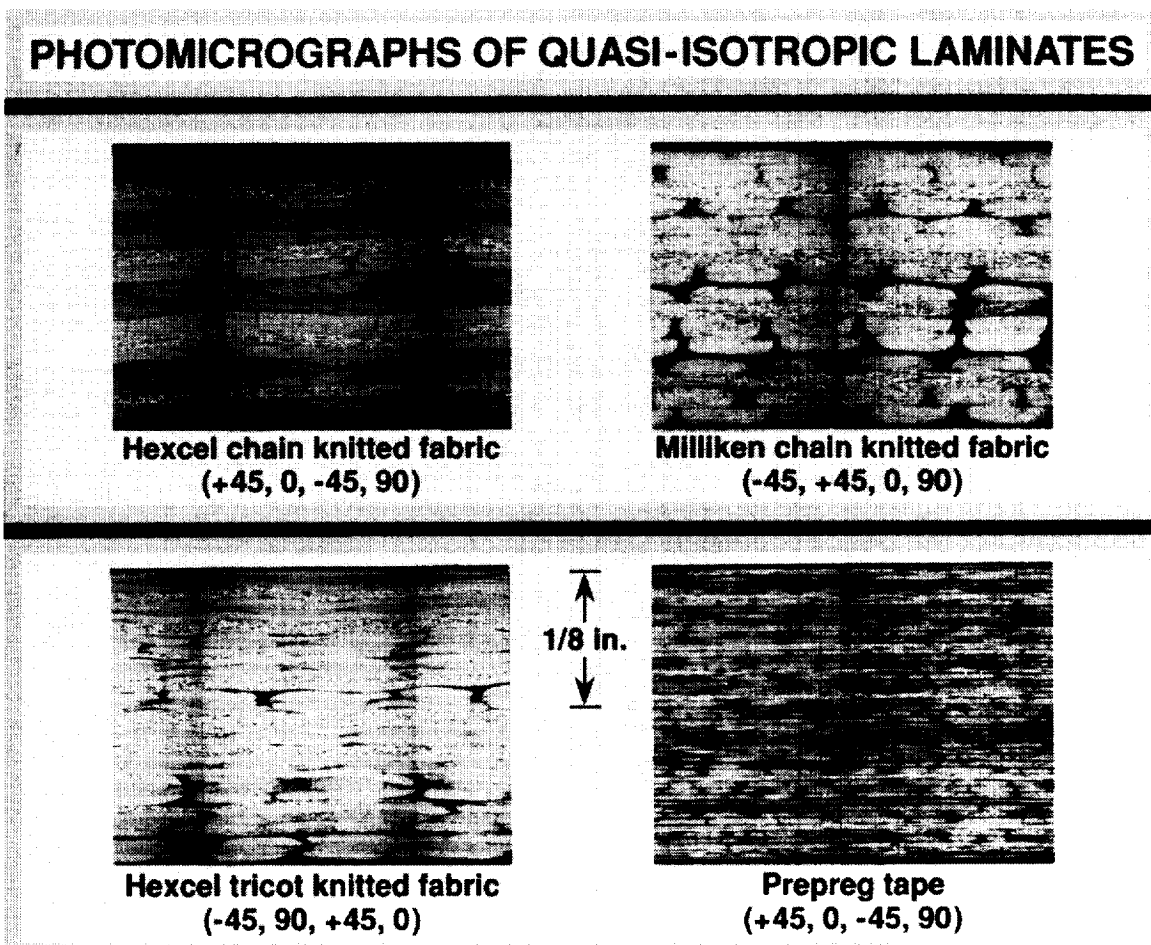 PHOTOMICROGRAPHS OF QUASI-ISOTROPIC LAMINATES
Hexcel chain knitted fabric
(+45, 0, -45, 90)
Milliken chain knitted fabric
(-45, +45, 0, 90)
1/8 in.
Hexcel tricot knitted fabric
(-45, 90, +45, 0)
Prepreg tape
(+45, 0, -45, 90)